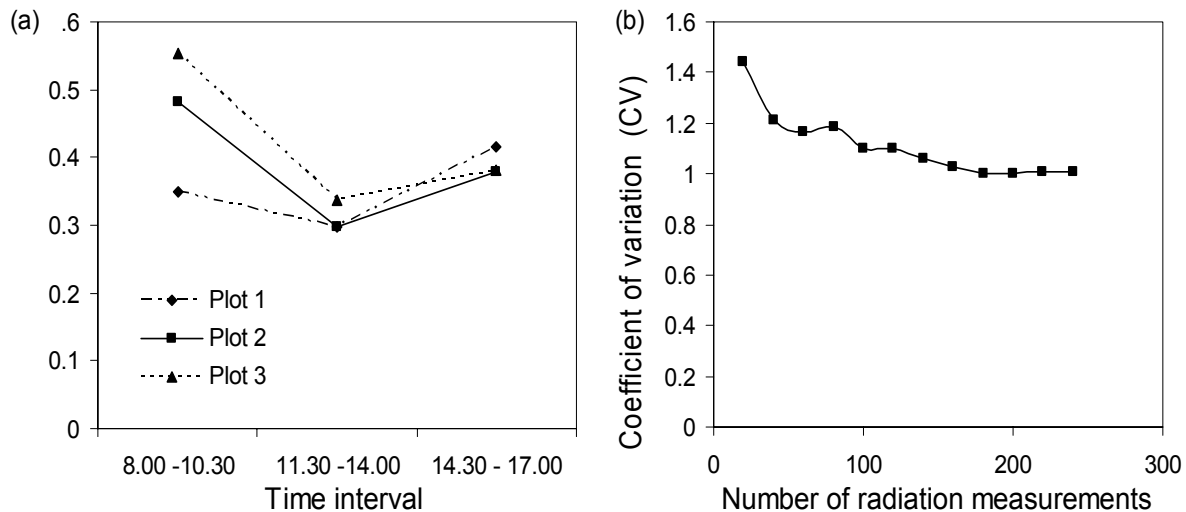 (a)
.6
0.5
0.4
0.3
0.2
0.1
0
Plot 1
Plot 2
Plot 3
8.00 -10.30
11.30 -14.00
14.30 - 17.00
Time interval
(b)
Coefficient of variation (CV)
1.6
1.4
1.2
1
0.8
0.6
0.4
0.2
0
0
100
200
300
Number of radiation measurements